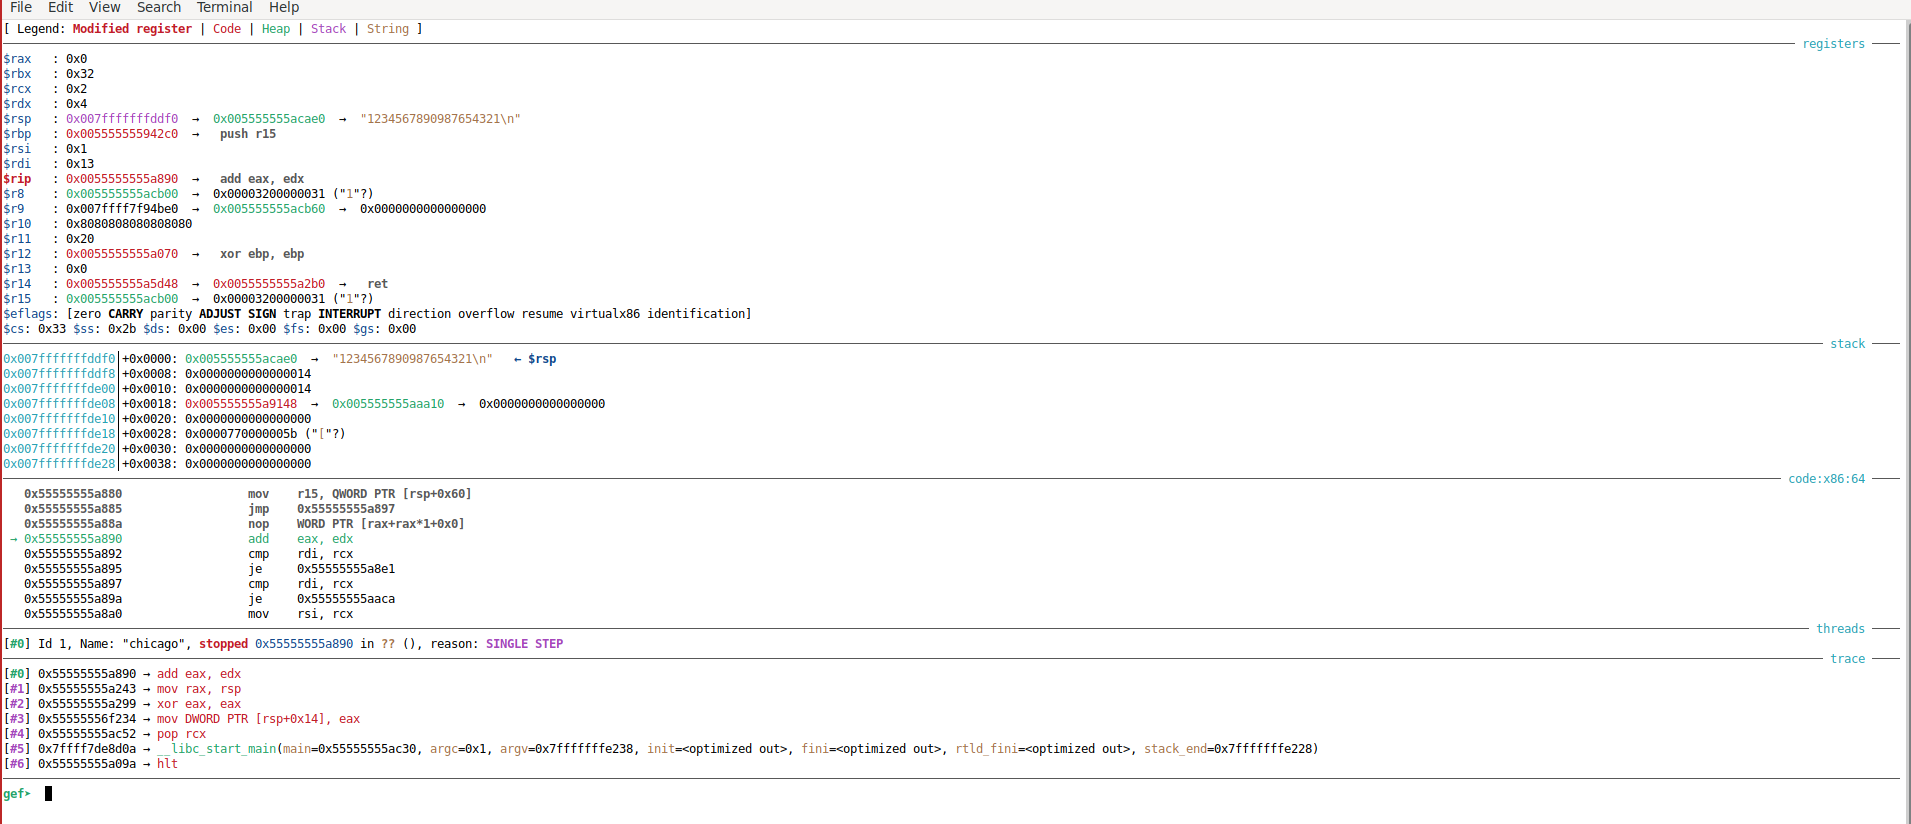 File Edit View Search Terminal Help
[ Legend: Modified register | Code | Heap | Stack | String ]
registers
$rax   : 0x0
$rbx   : 0x32
$rcx   : 0x2
$rdx   : 0x4
$rsp   : 0x007fffffffddf0  →  0x005555555acae0  →  "1234567890987654321\n"
$rbp   : 0x005555555942c0  →   push r15
$rsi   : 0x1
$rdi   : 0x13
$rip   : 0x0055555555a890  →   add eax, edx
$r8    : 0x005555555acb00  →  0x00003200000031 ("1"?)
$r9    : 0x007ffff7f94be0  →  0x005555555acb60  →  0x0000000000000000
$r10   : 0x8080808080808080
$r11   : 0x20
$r12   : 0x0055555555a070  →   xor ebp, ebp
$r13   : 0x0
$r14   : 0x005555555a5d48  →  0x0055555555a2b0  →   ret
$r15   : 0x005555555acb00  →  0x00003200000031 ("1"?)
$eflags: [zero CARRY parity ADJUST SIGN trap INTERRUPT direction overflow resume virtualx86 identification]
$cs: 0x33 $ss: 0x2b $ds: 0x00 $es: 0x00 $fs: 0x00 $gs: 0x00
stack
0x007fffffffddf0│+0x0000: 0x005555555acae0  →  "1234567890987654321\n"   ← $rsp
0x007fffffffddf8│+0x0008: 0x0000000000000014
0x007fffffffde00│+0x0010: 0x0000000000000014
0x007fffffffde08│+0x0018: 0x005555555a9148  →  0x005555555aaa10  →  0x0000000000000000
0x007fffffffde10│+0x0020: 0x0000000000000000
0x007fffffffde18│+0x0028: 0x0000770000005b ("["?)
0x007fffffffde20│+0x0030: 0x0000000000000000
0x007fffffffde28│+0x0038: 0x0000000000000000
code:x86:64
0x55555555a880                  mov    r15, QWORD PTR [rsp+0x60]
0x55555555a885                  jmp    0x55555555a897
0x55555555a88a                  nop    WORD PTR [rax+rax*1+0x0]
→ 0x55555555a890                  add    eax, edx
0x55555555a892                  cmp    rdi, rcx
0x55555555a895                  je     0x55555555a8e1
0x55555555a897                  cmp    rdi, rcx
0x55555555a89a                  je     0x55555555aaca
0x55555555a8a0                  mov    rsi, rcx
threads
[#0] Id 1, Name: "chicago", stopped 0x55555555a890 in ?? (), reason: SINGLE STEP
trace
[#0] 0x55555555a890 → add eax, edx
[#1] 0x55555555a243 → mov rax, rsp
[#2] 0x55555555a299 → xor eax, eax
[#3] 0x55555556f234 → mov DWORD PTR [rsp+0x14], eax
[#4] 0x55555555ac52 → pop rcx
[#5] 0x7ffff7de8d0a → __libc_start_main(main=0x55555555ac30, argc=0x1, argv=0x7fffffffe238, init=<optimized out>, fini=<optimized out>, rtld_fini=<optimized out>, stack_end=0x7fffffffe228)
[#6] 0x55555555a09a → hlt
gef➤